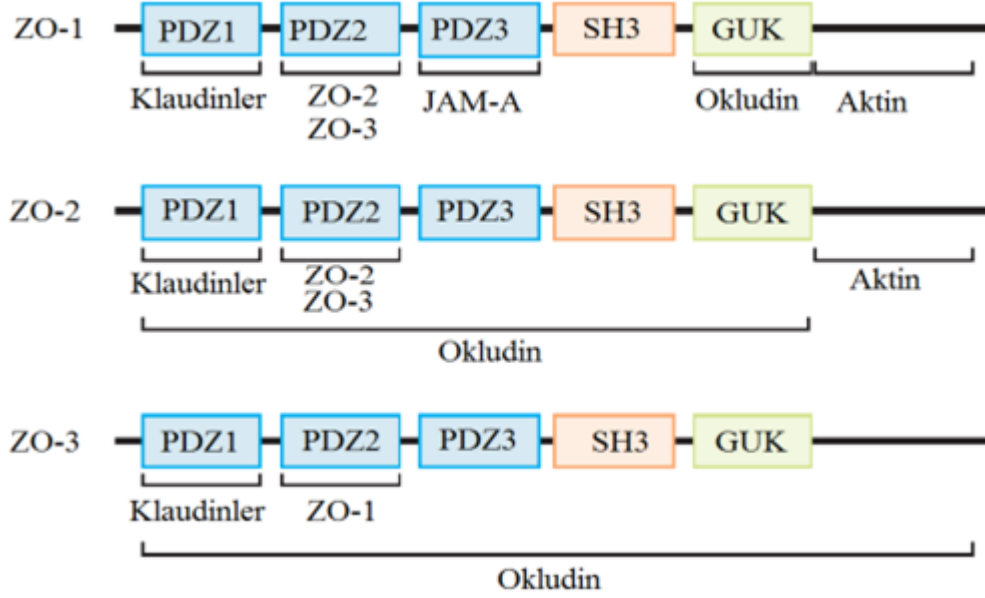 ZO-1 PDZ1 PDZ2 PDZ3 SH3 GUK
Klaudinler ZO-2 JAM-A Okludin Aktin
ZO-3
ZO-2 PDZ1 PDZ2 PDZ3 SH3 GUK
Klaudinler ZO-2 Aktin
ZO-3
Okludin
ZO-3 PDZ1 PDZ2 PDZ3 SH3 GUK
Klaudinler ZO-1
Okludin